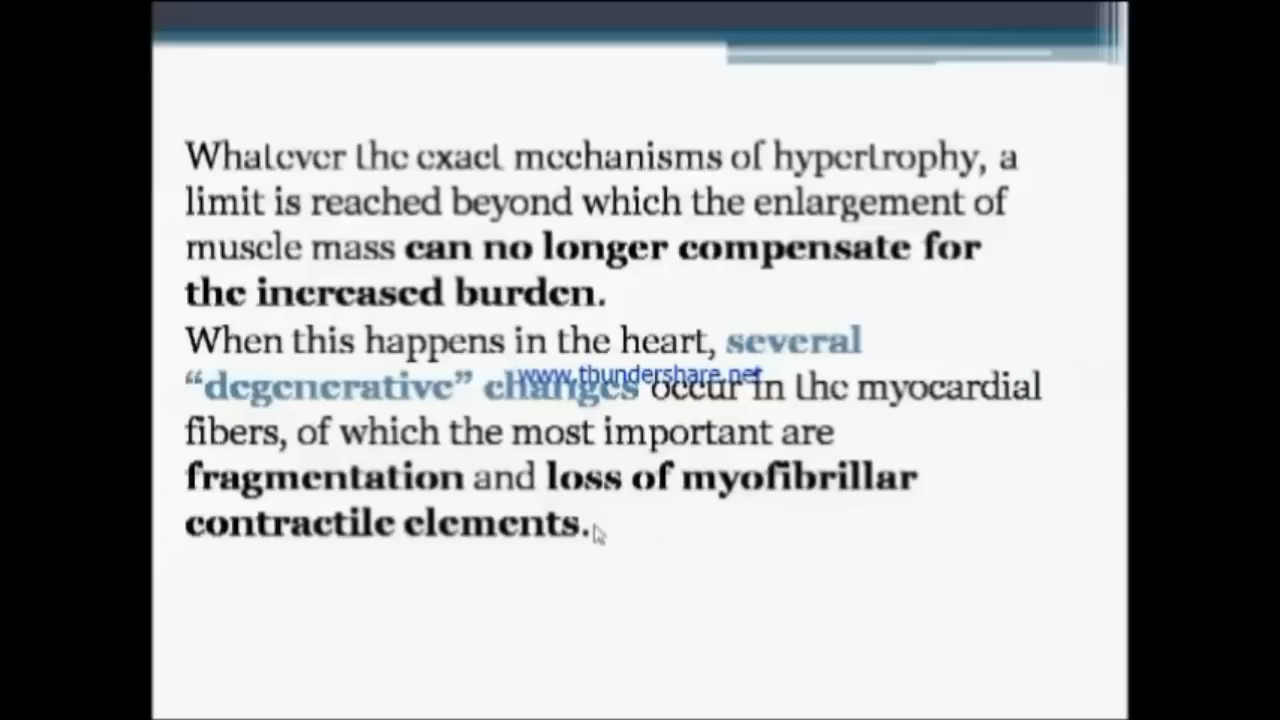 Whatever the exact mechanisms of hypertrophy, a
limit is reached beyond which the enlargement of
muscle mass can no longer compensate for
the increased burden.
When this happens in the heart, several
www.thundershare.net
“degenerative” changes occur in the myocardial
fibers, of which the most important are
fragmentation and loss of myofibrillar
contractile elements.